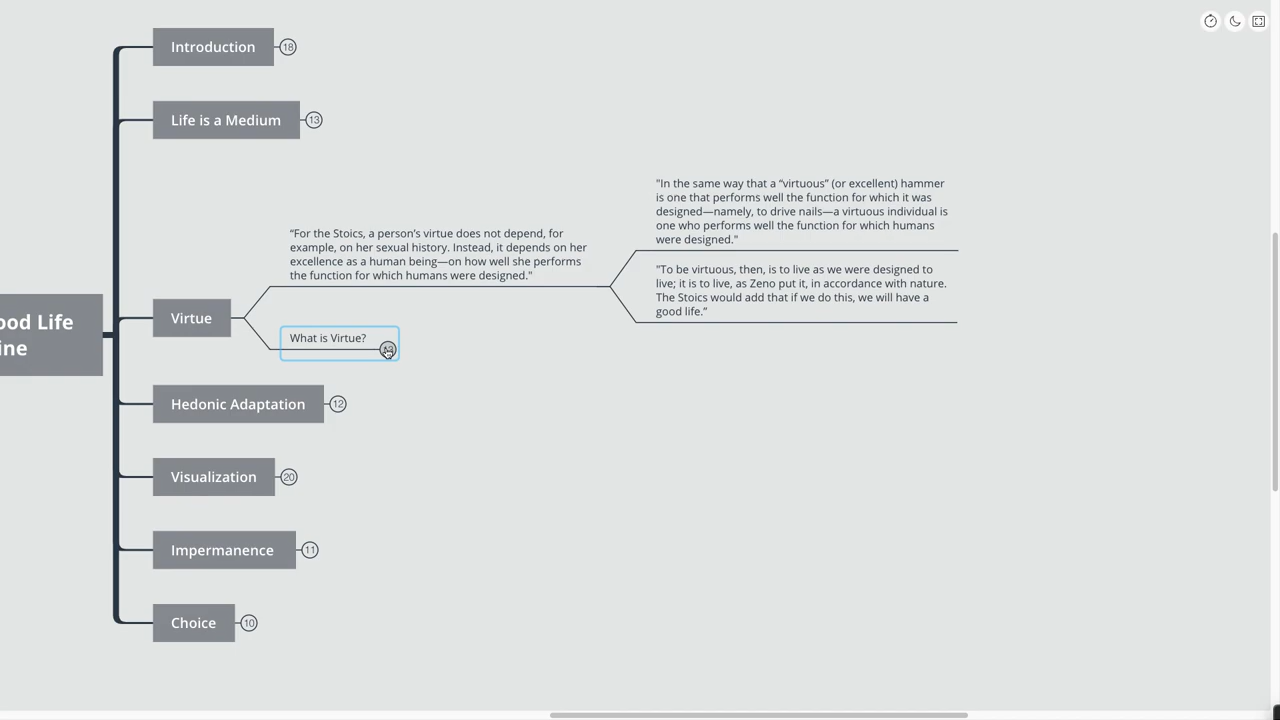 Introduction
18
Life is a Medium
13
"In the same way that a “virtuous” (or excellent) hammer
is one that performs well the function for which it was
designed—namely, to drive nails—a virtuous individual is
one who performs well the function for which humans
were designed."
“For the Stoics, a person’s virtue does not depend, for
example, on her sexual history. Instead, it depends on her
excellence as a human being—on how well she performs
the function for which humans were designed."
"To be virtuous, then, is to live as we were designed to
live; it is to live, as Zeno put it, in accordance with nature.
The Stoics would add that if we do this, we will have a
good life.”
ood Life
ine
Virtue
What is Virtue?
Hedonic Adaptation
12
Visualization
20
Impermanence
11
Choice
10